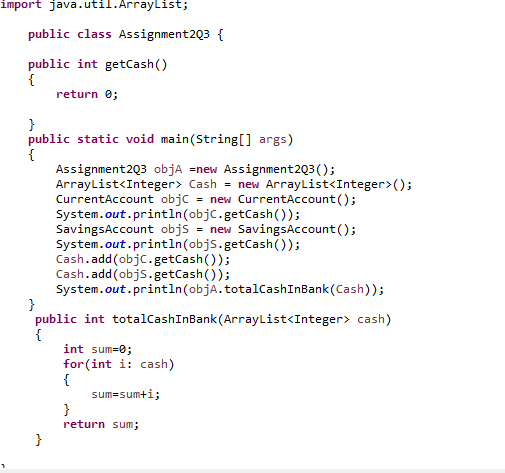 import java.util.ArrayList;
public class Assignment2Q3 {
public int getCash()
{
return 0;
}
public static void main(String[] args)
{
Assignment2Q3 objA =new Assignment2Q3();
ArrayList<Integer> Cash = new ArrayList<Integer>();
CurrentAccount objC = new CurrentAccount();
System.out.println(objC.getCash());
SavingsAccount objS = new SavingsAccount();
System.out.println(objS.getCash());
Cash.add(objC.getCash());
Cash.add(objS.getCash());
System.out.println(objA.totalCashInBank(Cash));
}
public int totalCashInBank(ArrayList<Integer> cash)
{
int sum=0;
for(int i: cash)
{
sum=sum+i;
}
return sum;
}
}